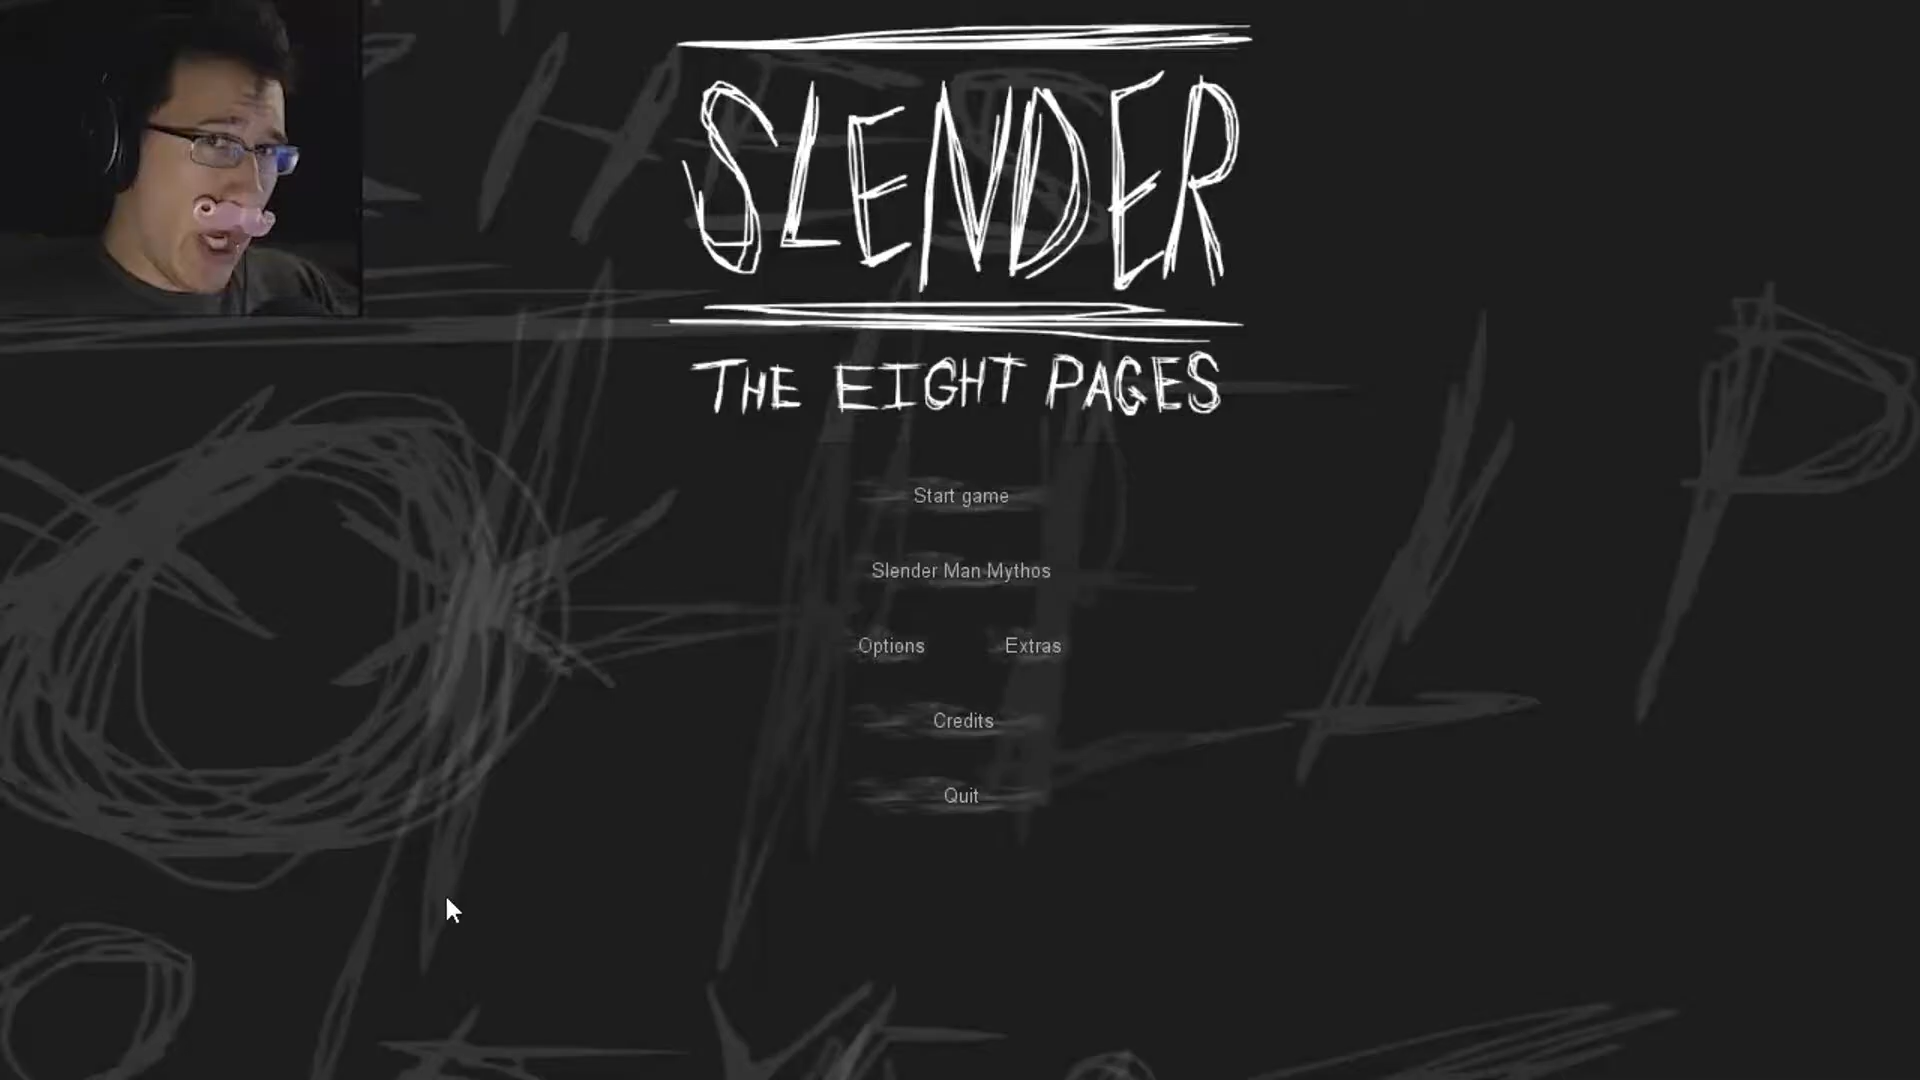 SLENDER
THE EIGHT PAGES
Start game
Slender Man Mythos
Options Extras
Credits
Quit